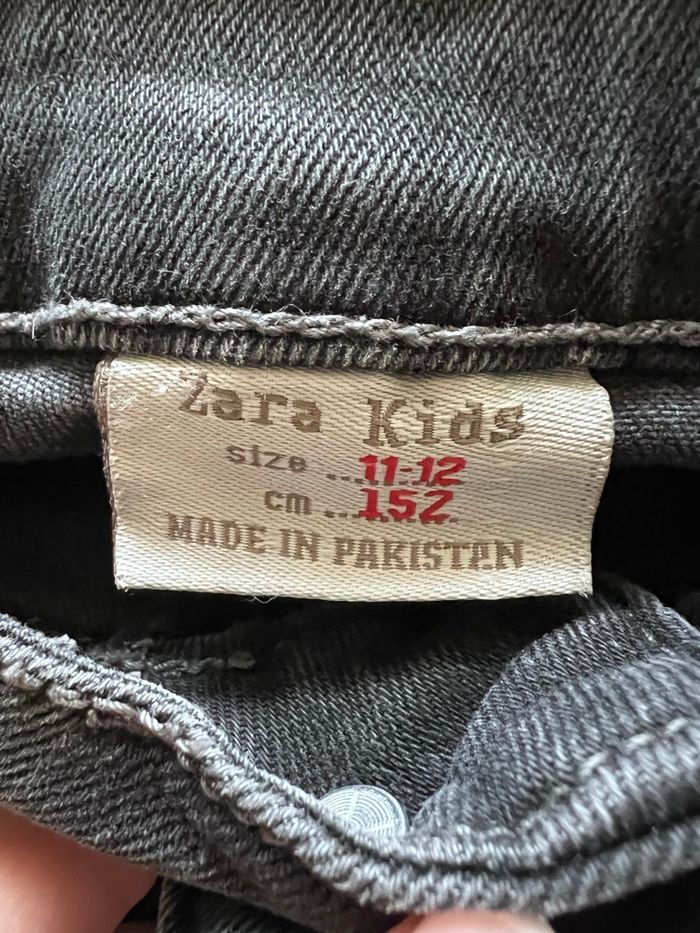 Zara Kids
size ..... 11-12
cm ..... 152
MADE IN PAKISTAN